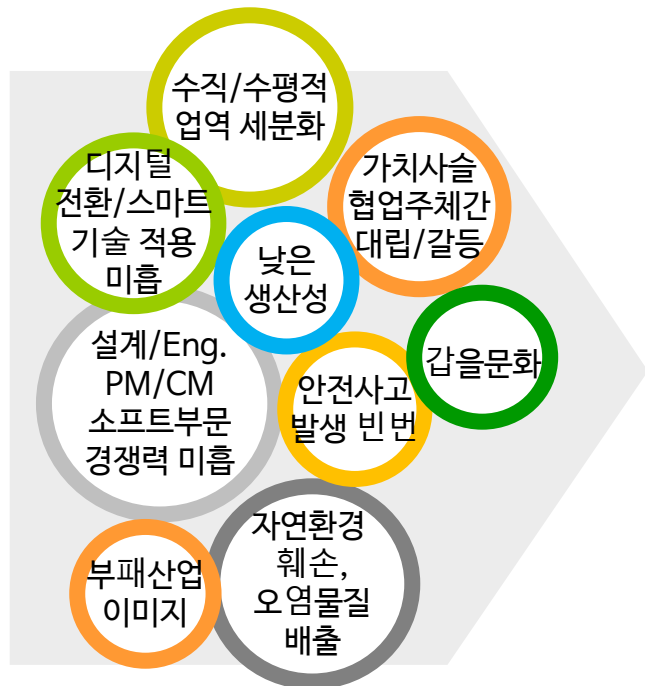 수직/수평적
업역 세분화
디지털
전환/스마트
기술 적용
미흡
가치사슬
협업주체간
대립/갈등
낮은
생산성
갑을문화
설계/Eng.
PM/CM
소프트부문
경쟁력 미흡
안전사고
발생 빈번
자연환경
훼손,
오염물질
배출
부패산업
이미지